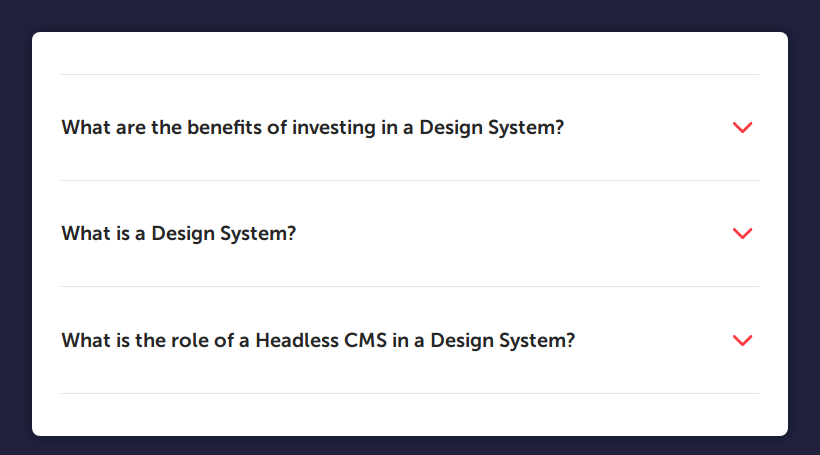 What are the benefits of investing in a Design System?
What is a Design System?
What is the role of a Headless CMS in a Design System?